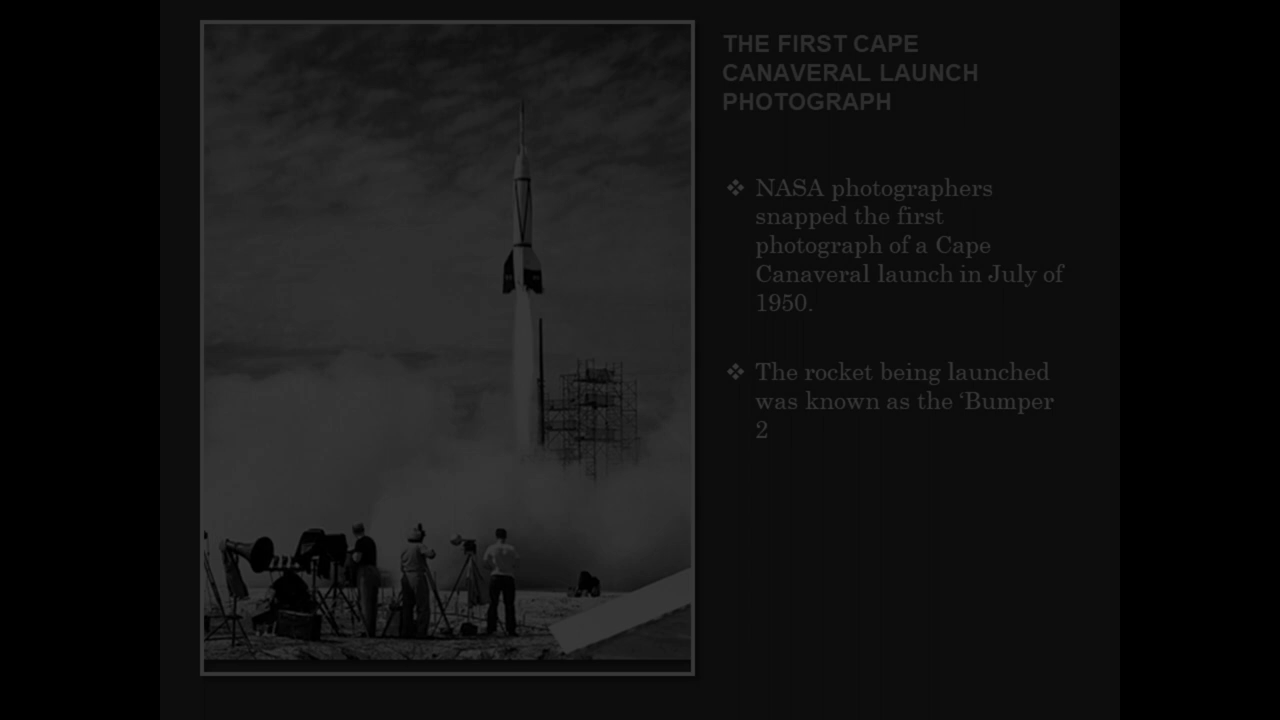 THE FIRST CAPE
CANAVERAL LAUNCH
PHOTOGRAPH
❖ NASA photographers
snapped the first
photograph of a Cape
Canaveral launch in July of
1950.
❖ The rocket being launched
was known as the ‘Bumper
2